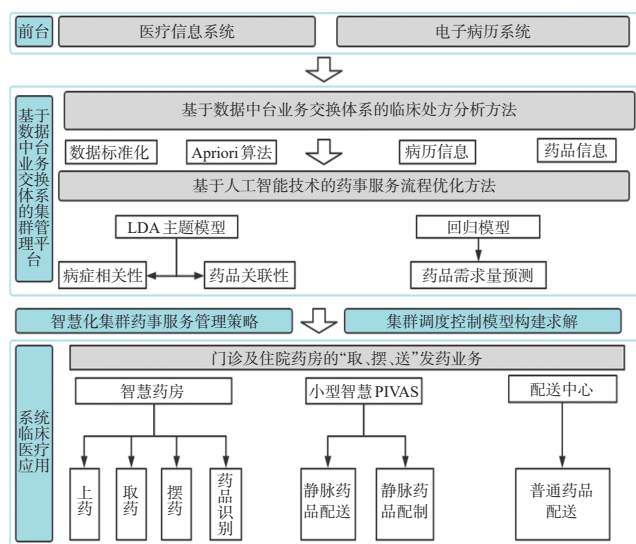 前台
医疗信息系统
电子病历系统
基于
数据
中台
业务
交换
体系
的集
群管
理平
台
基于数据中台业务交换体系的临床处方分析方法
数据标准化
Apriori 算法
病历信息
药品信息
基于人工智能技术的药事服务流程优化方法
LDA 主题模型
回归模型
病症相关性
药品关联性
药品需求量预测
智慧化集群药事服务管理策略
集群调度控制模型构建求解
系统
临床
医疗
应用
门诊及住院药房的“取、摆、送”发药业务
智慧药房
小型智慧 PIVAS
配送中心
上
药
取
药
摆
药
药
品
识
别
静脉药
品配送
静脉药
品配制
普通药品
配送